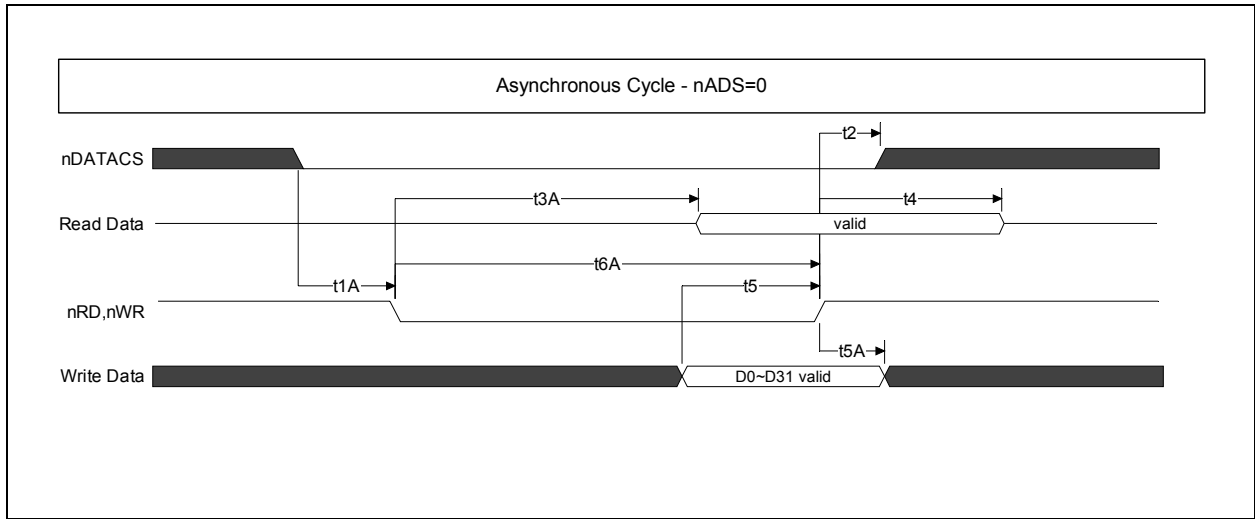 Asynchronous Cycle - nADS=0
t2
nDATACS
t3A
t4
Read Data
valid
t6A
t1A
t5
nRD,nWR
t5A
Write Data
D0~D31 valid